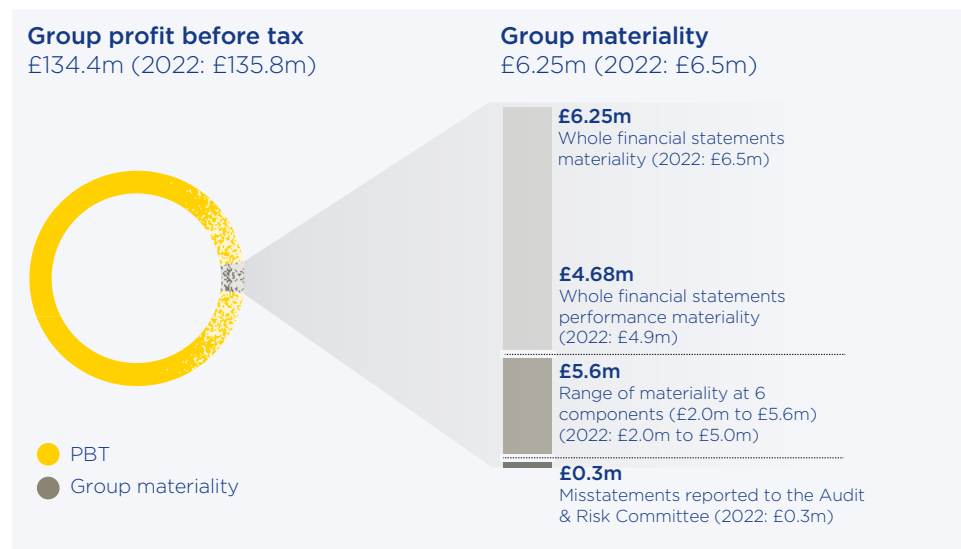 Group profit before tax
£134.4m (2022: £135.8m)
Group materiality
£6.25m (2022: £6.5m)
£6.25m
Whole financial statements
materiality (2022: £6.5m)
£4.68m
Whole financial statements
performance materiality
(2022: £4.9m)
£5.6m
Range of materiality at 6
components (£2.0m to £5.6m)
(2022: £2.0m to £5.0m)
£0.3m
Misstatements reported to the Audit
& Risk Committee (2022: £0.3m)
PBT
Group materiality